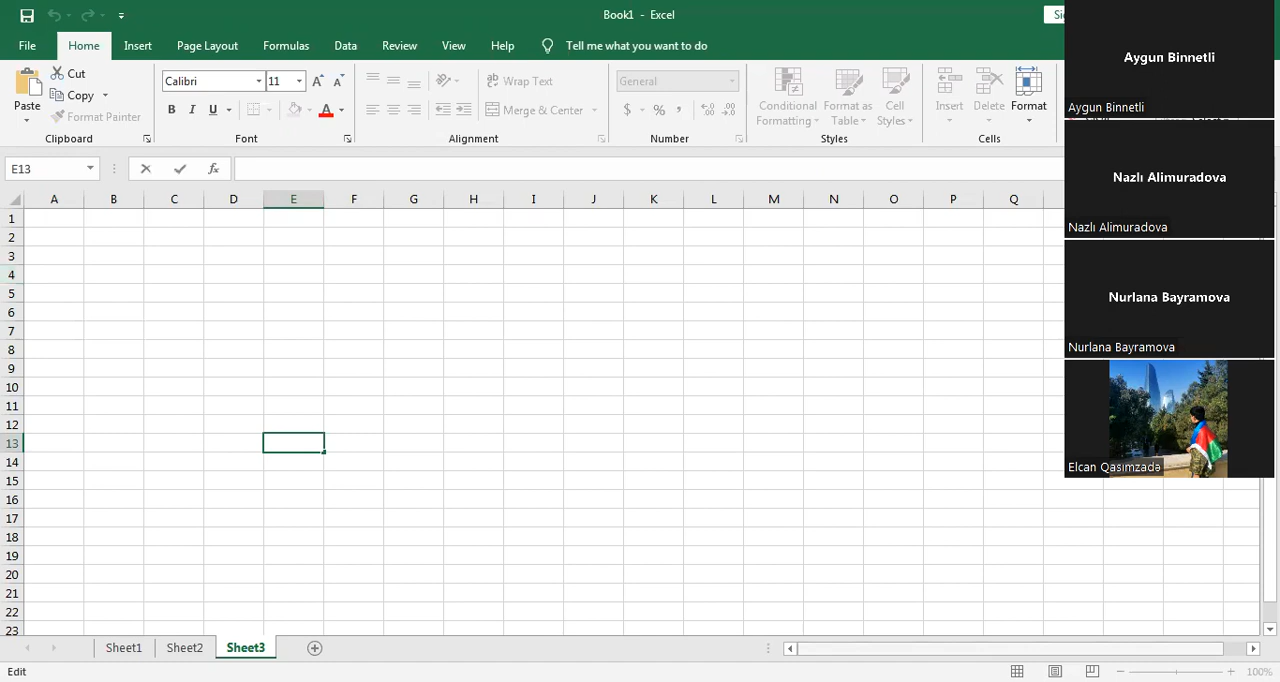 Book1 - Excel
File Home Insert Page Layout Formulas Data Review View Help Tell me what you want to do
Paste
Cut
Copy
Format Painter
Clipboard
Calibri 11
B I U A
Font
Wrap Text
Merge & Center
Alignment
General
$ % ,
Number
Conditional Formatting
Format as Table
Cell Styles
Styles
Insert
Delete
Format
Cells
E13
fx
A B C D E F G H I J K L M N O P Q
1
2
3
4
5
6
7
8
9
10
11
12
13
14
15
16
17
18
19
20
21
22
23
Sheet1 Sheet2 Sheet3
Edit
100%
Aygun Binnetli
Aygun Binnetli
Nazlı Alimuradova
Nazlı Alimuradova
Nurlana Bayramova
Nurlana Bayramova
Elcan Qasımzadə